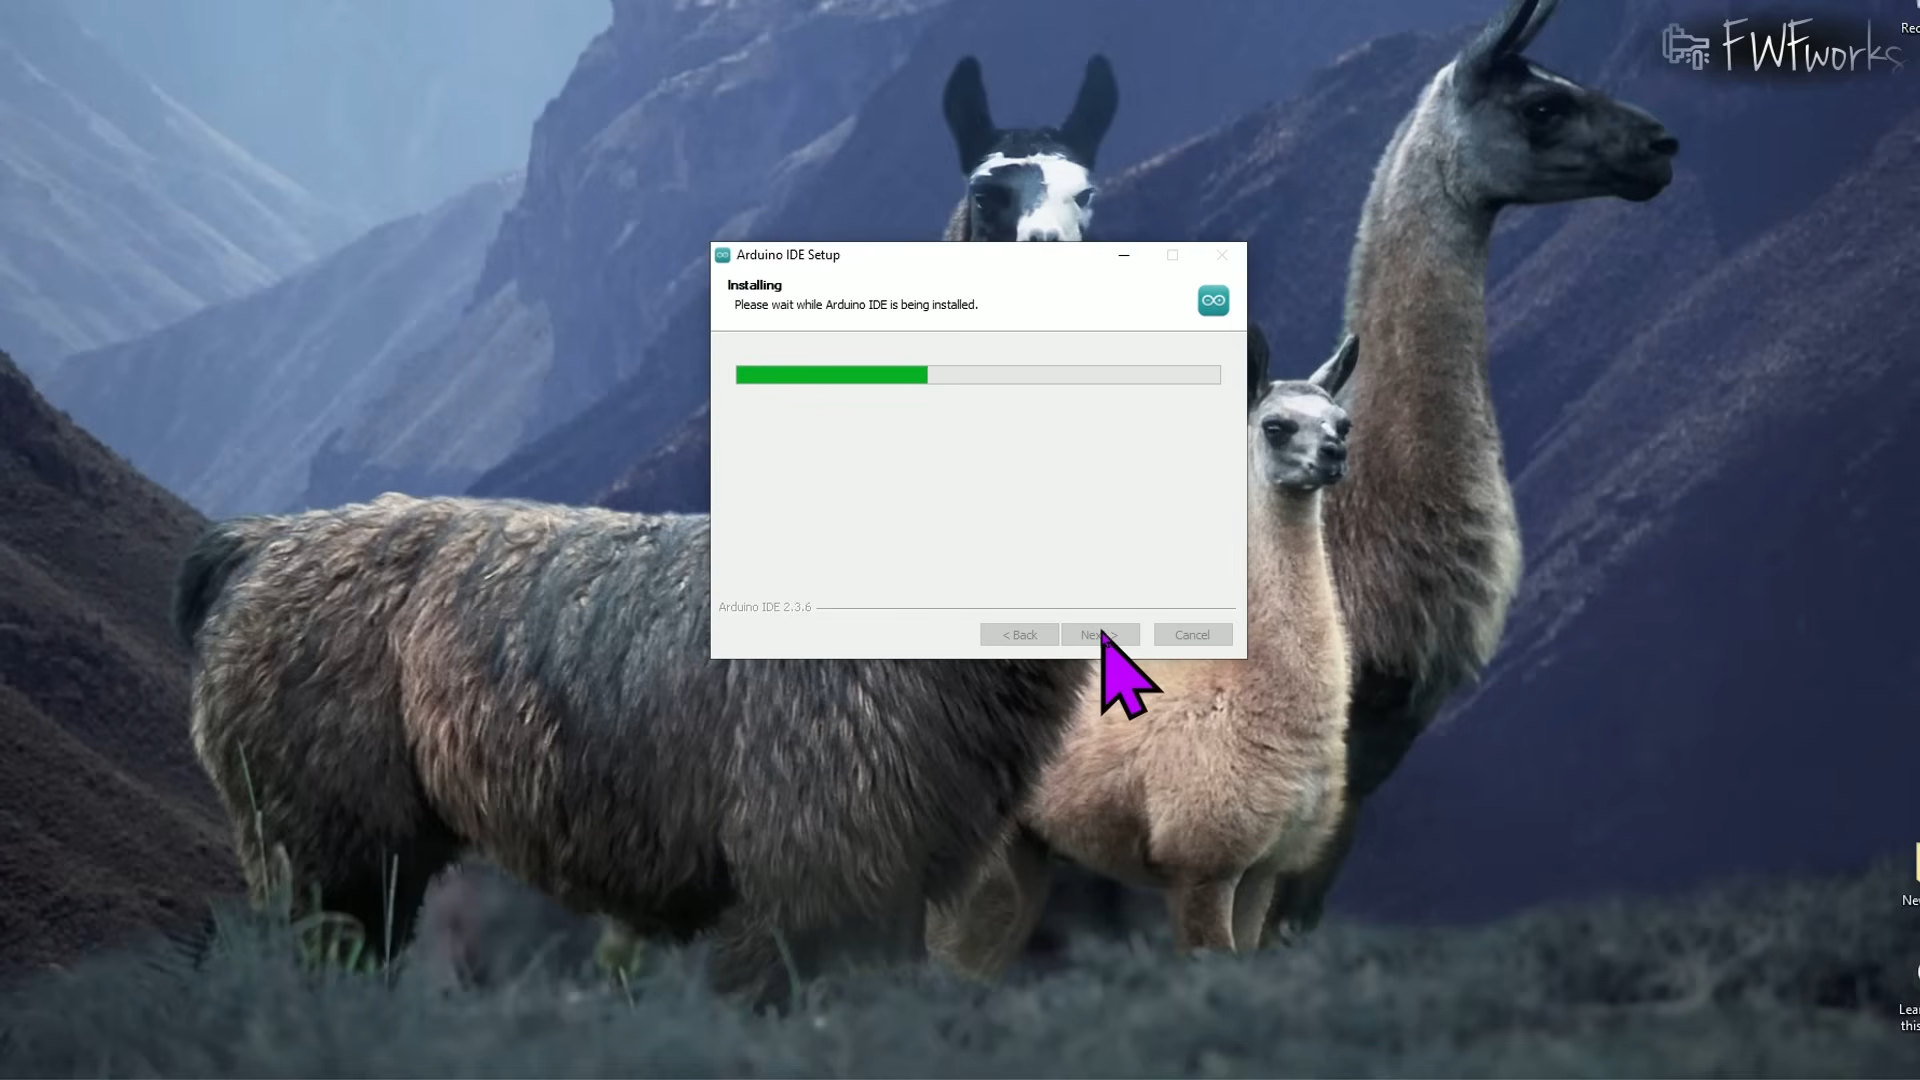 FWFworks
Arduino IDE Setup
Installing
Please wait while Arduino IDE is being installed.
Arduino IDE 2.3.6
< Back
Cancel